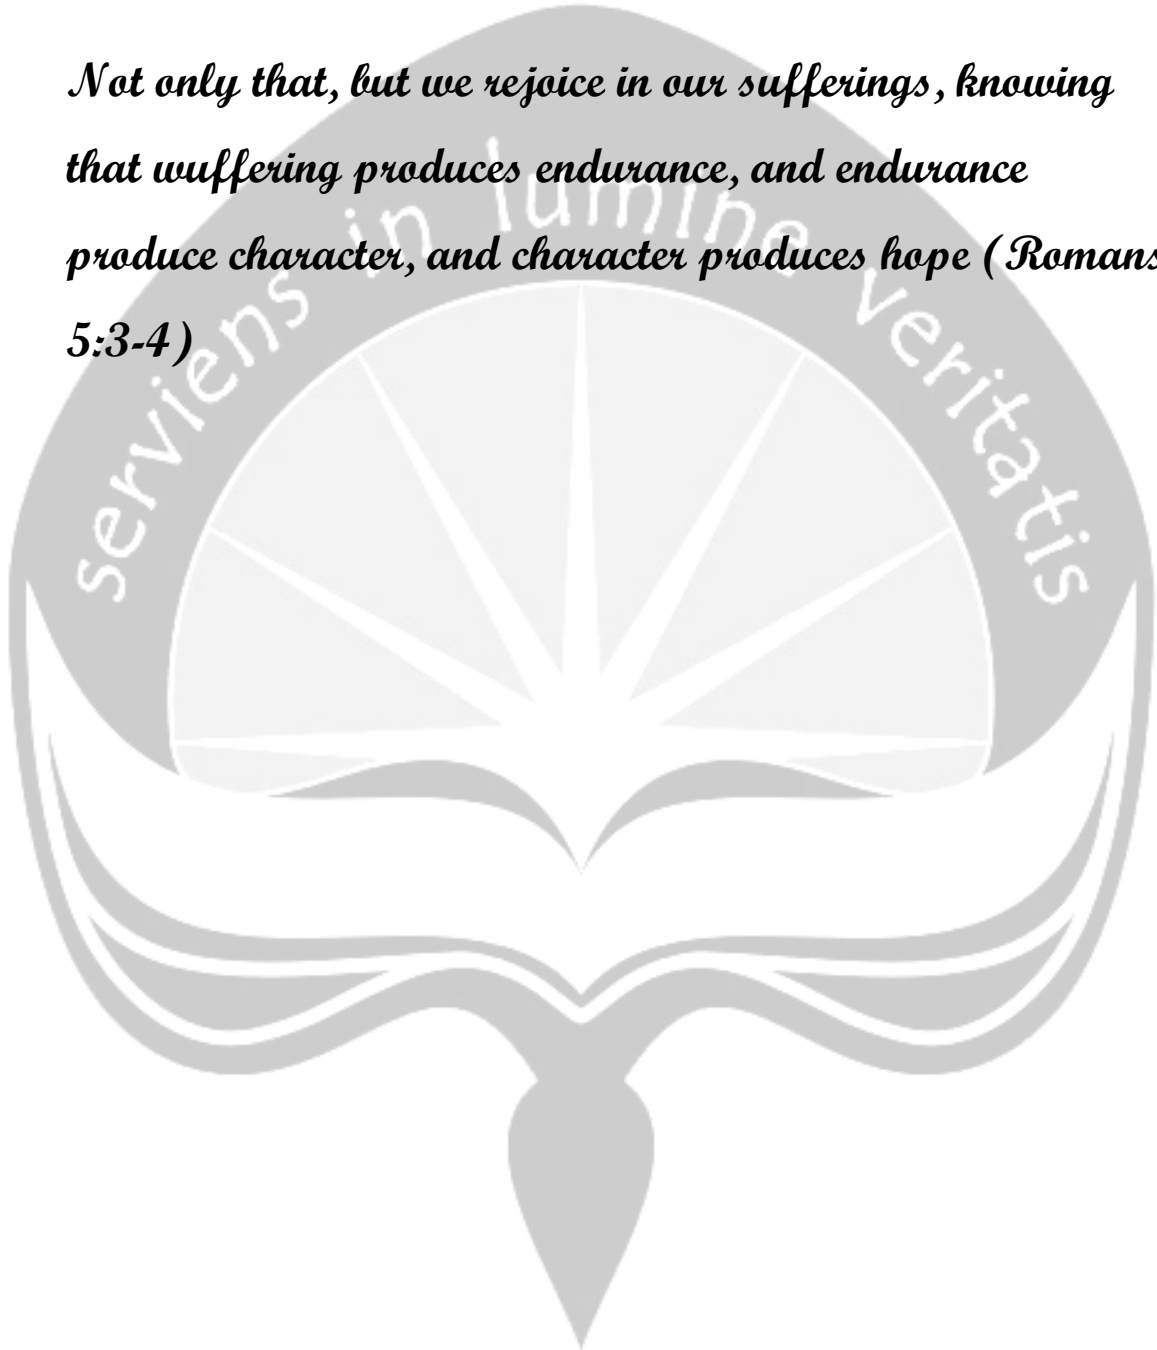 Not only that, but we rejoice in our sufferings, knowing
that wuffering produces endurance, and endurance
produce character, and character produces hope (Romans
5:3-4)
serviens in lumine veritatis